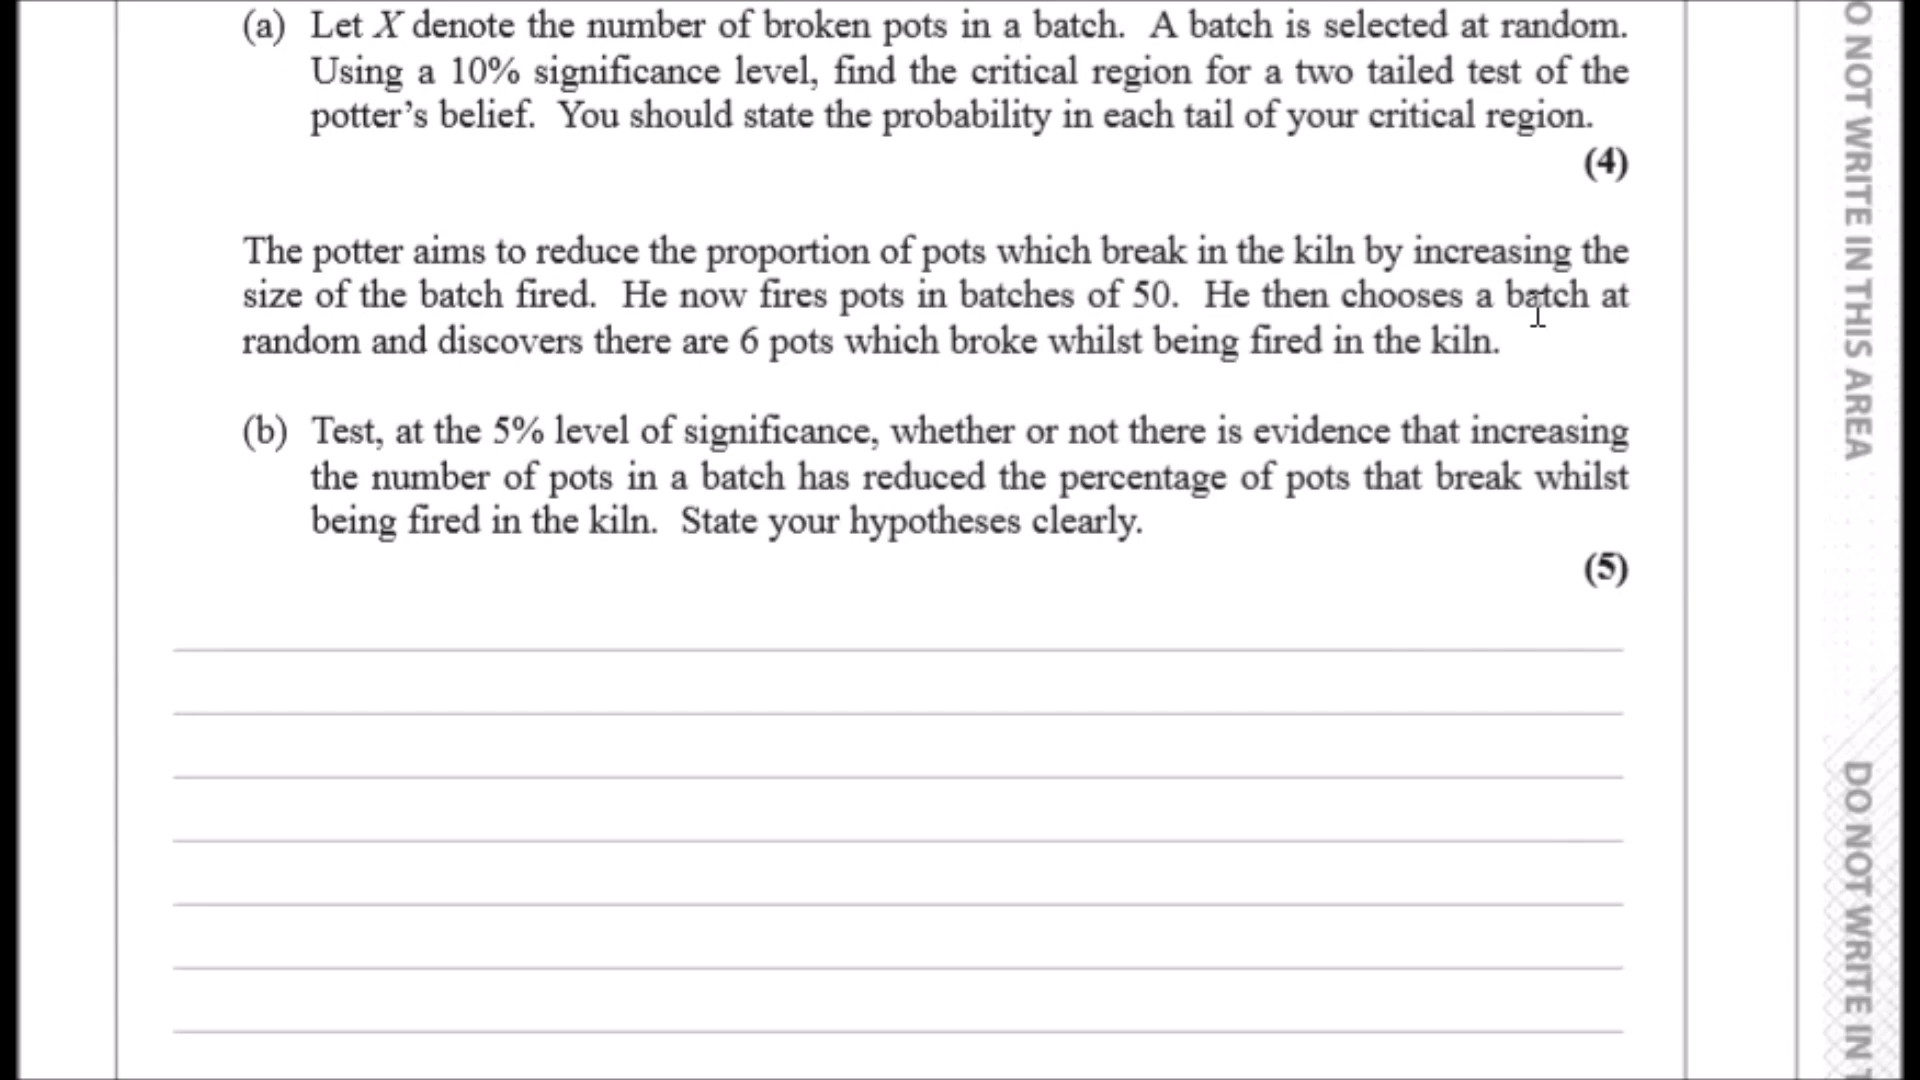 (a) Let X denote the number of broken pots in a batch. A batch is selected at random.
Using a 10% significance level, find the critical region for a two tailed test of the
potter's belief. You should state the probability in each tail of your critical region.
(4)
The potter aims to reduce the proportion of pots which break in the kiln by increasing the
size of the batch fired. He now fires pots in batches of 50. He then chooses a batch at
random and discovers there are 6 pots which broke whilst being fired in the kiln.
(b) Test, at the 5% level of significance, whether or not there is evidence that increasing
the number of pots in a batch has reduced the percentage of pots that break whilst
being fired in the kiln. State your hypotheses clearly.
(5)
O NOT WRITE IN THIS AREA
DO NOT WRITE IN T